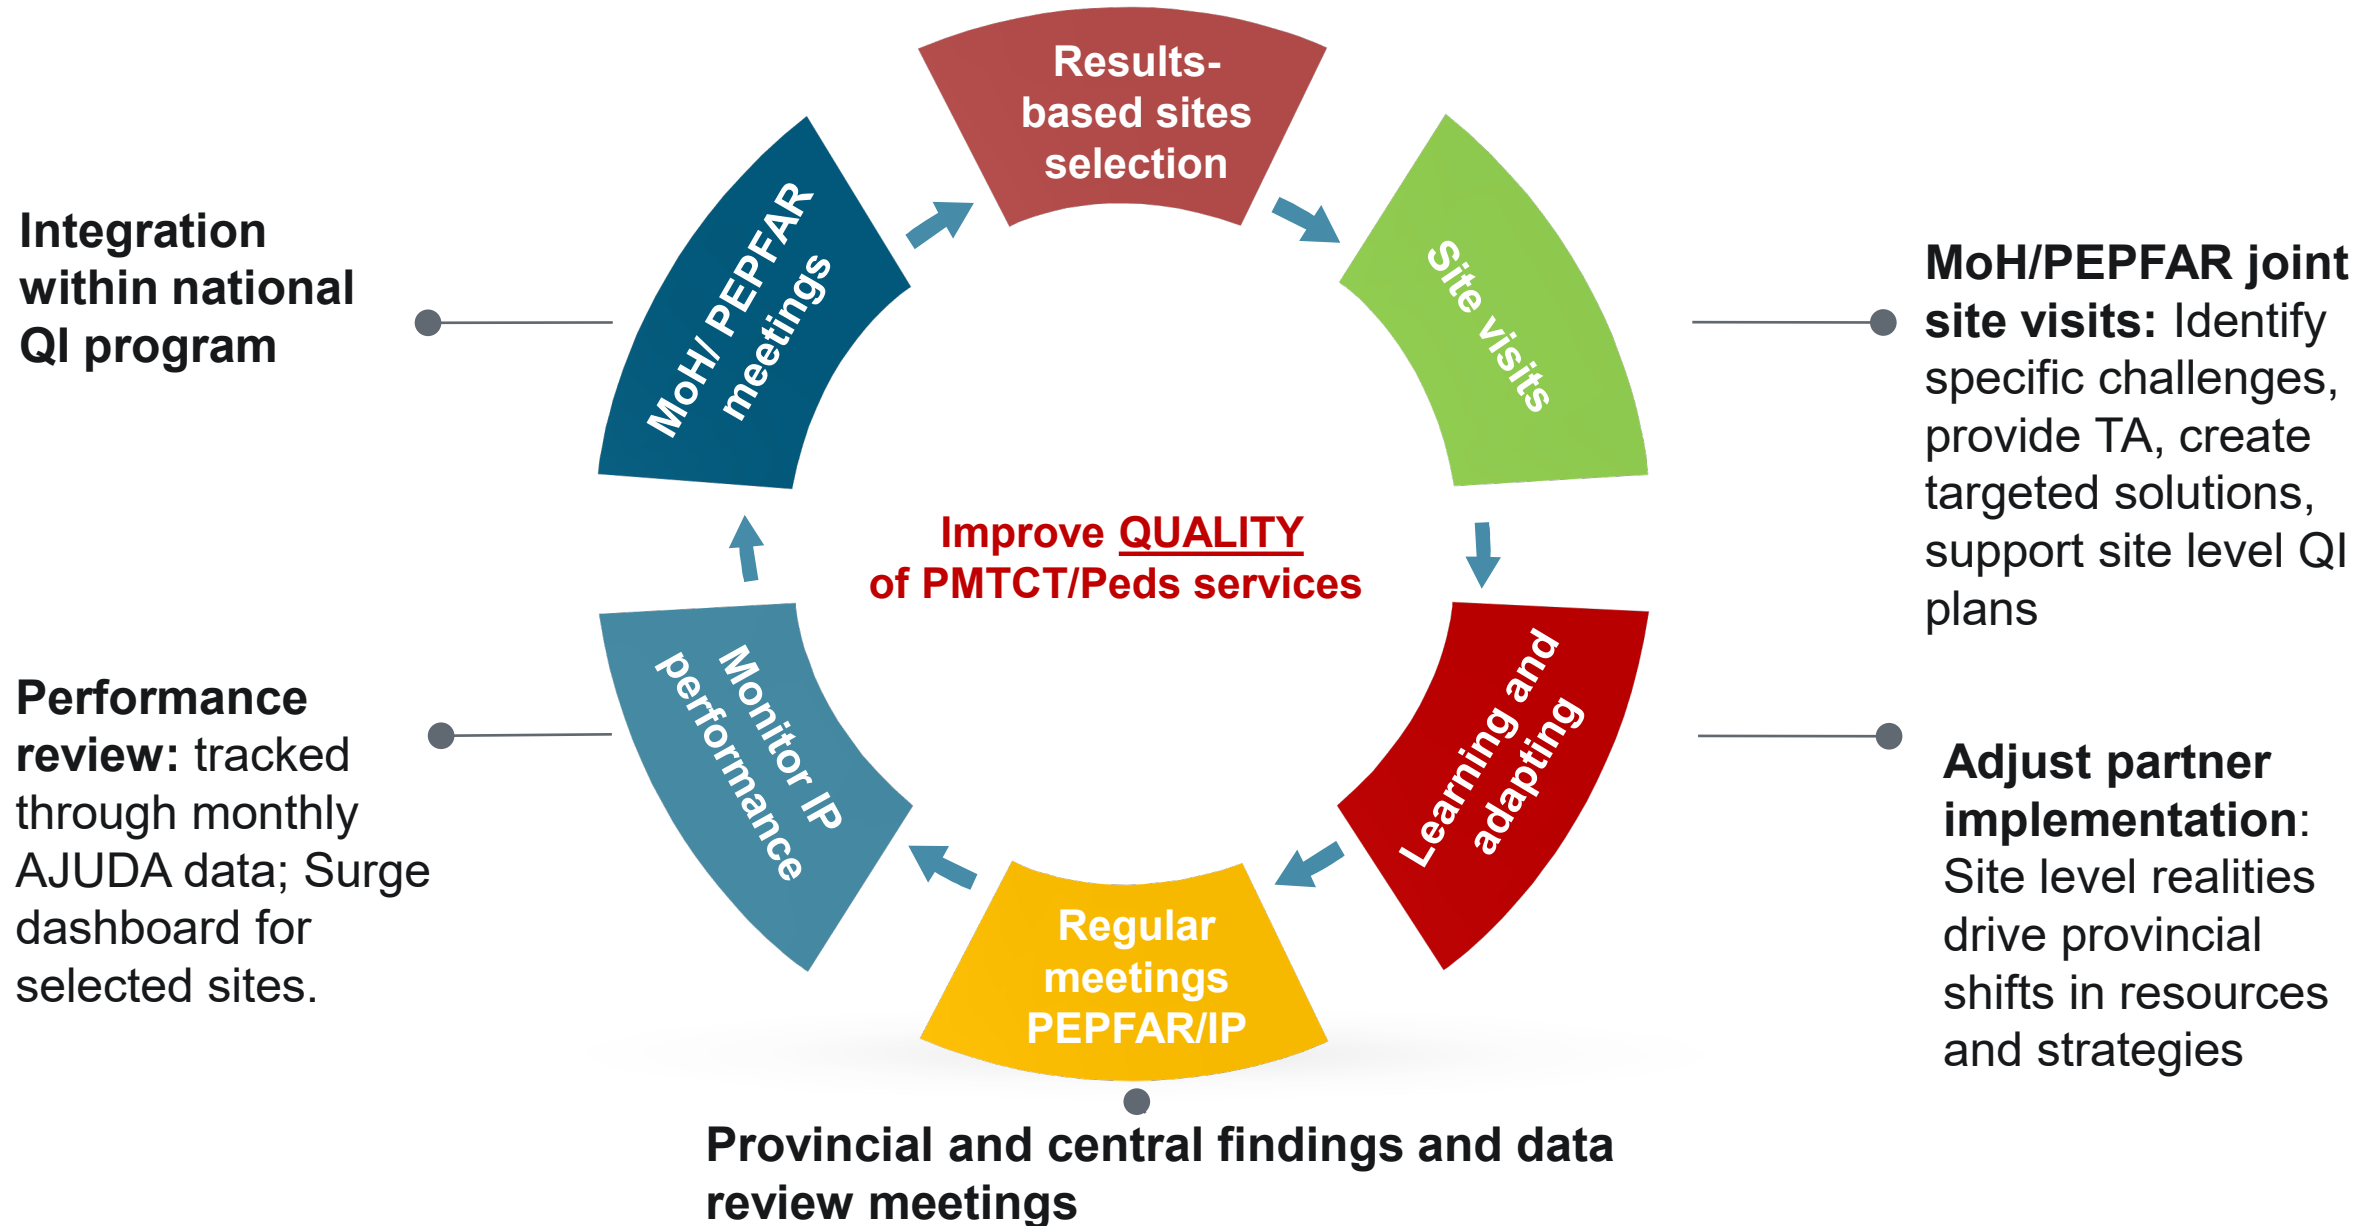 Results-
based sites
selection
Site visits
Learning and
adapting
Regular
meetings
PEPFAR/IP
Monitor IP
performance
MoH/ PEPFAR
meetings
Improve QUALITY
of PMTCT/Peds services
Integration
within national
QI program
Performance
review: tracked
through monthly
AJUDA data; Surge
dashboard for
selected sites.
MoH/PEPFAR joint
site visits: Identify
specific challenges,
provide TA, create
targeted solutions,
support site level QI
plans
Adjust partner
implementation:
Site level realities
drive provincial
shifts in resources
and strategies
Provincial and central findings and data
review meetings